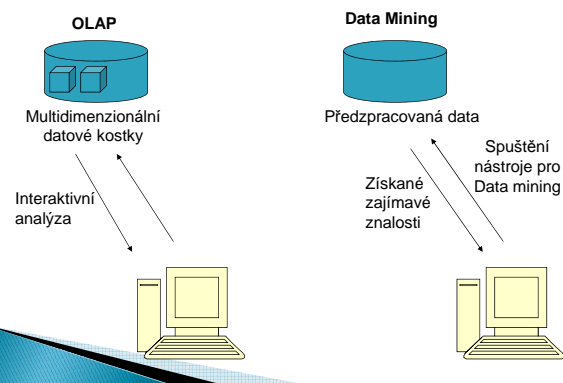 OLAP
Multidimenzionální
datové kostky
Interaktivní
analýza
Data Mining
Předzpracovaná data
Získané
zajímavé
znalosti
Spuštění
nástroje pro
Data mining